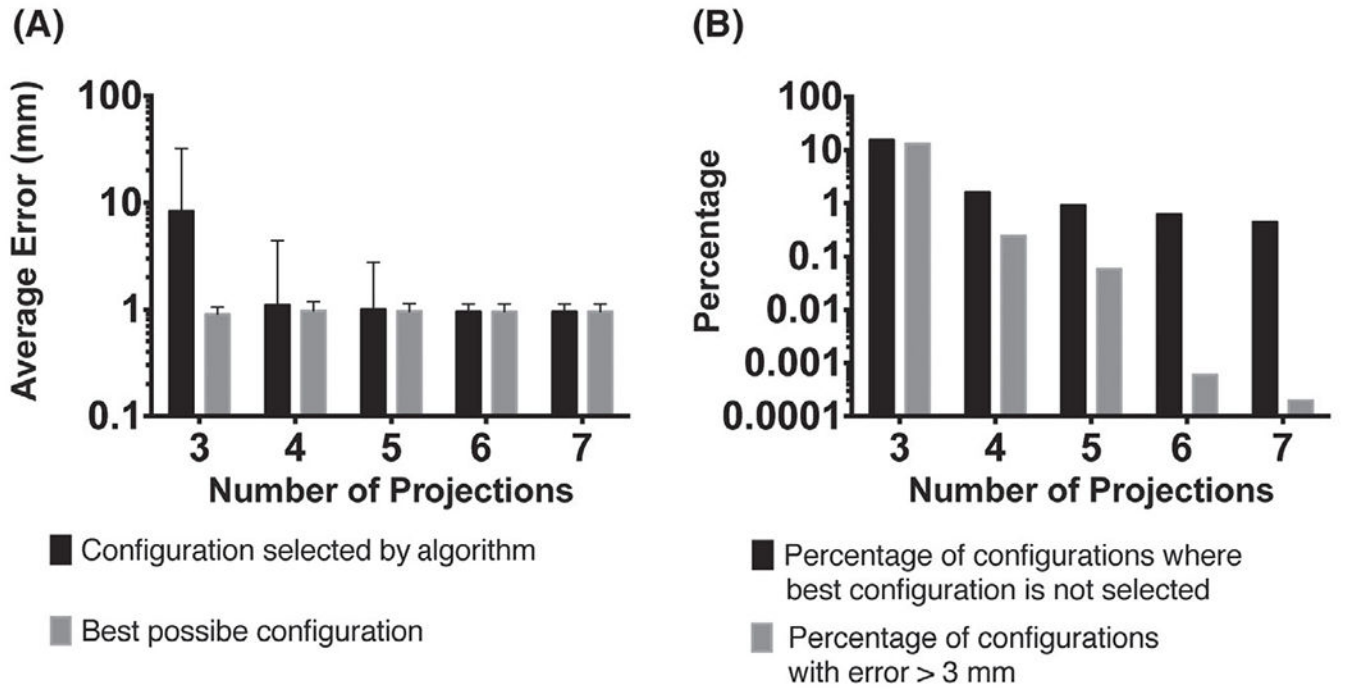 (A)
Average Error (mm)
100
10
1
0.1
3 4 5 6 7
Number of Projections
Configuration selected by algorithm
Best possibe configuration
(B)
Percentage
100
10
1
0.1
0.01
0.001
0.0001
3 4 5 6 7
Number of Projections
Percentage of configurations where
best configuration is not selected
Percentage of configurations
with error > 3 mm